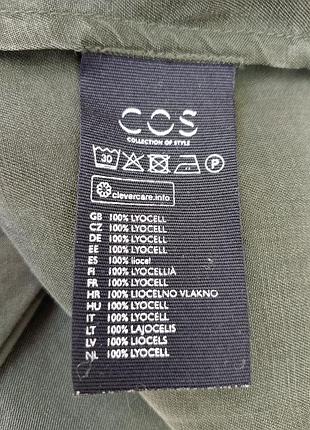 COS
COLLECTION OF STYLE
30 P
clevercare.info
GB 100% LYOCELL
CZ 100% LYOCELL
DE 100% LYOCELL
EE 100% LYOCELL
ES 100% liocel
FI 100% LYOCELLIÄ
FR 100% LYOCELL
HR 100% LIOCELNO VLAKNO
HU 100% LYOCELL
IT 100% LYOCELL
LT 100% LAJOCELIS
LV 100% LIOCELS
NL 100% LYOCELL